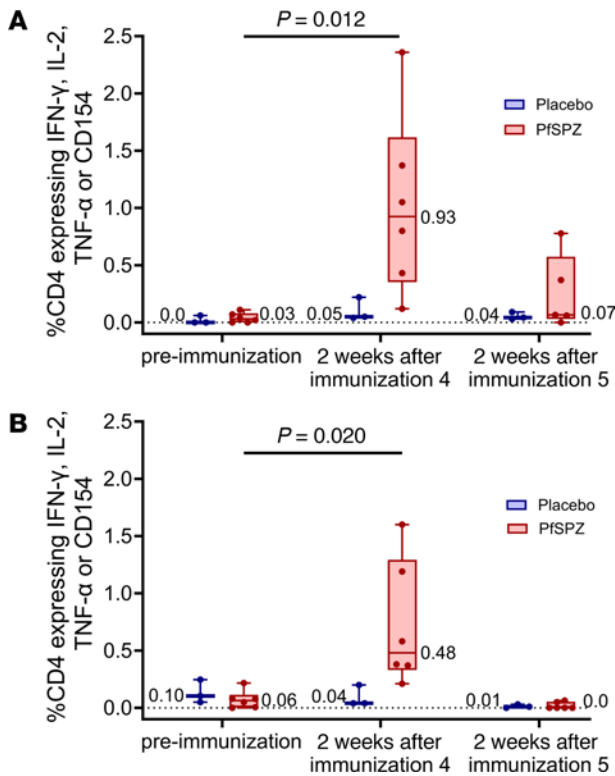 A
P = 0.012
%CD4 expressing IFN-γ, IL-2,
TNF-α or CD154
2.5
2.0
1.5
1.0
0.5
0.0
Placebo
PfSPZ
0.0
0.03
0.05
0.93
0.04
0.07
pre-immunization
2 weeks after
immunization 4
2 weeks after
immunization 5
B
P = 0.020
%CD4 expressing IFN-γ, IL-2,
TNF-α or CD154
2.5
2.0
1.5
1.0
0.5
0.0
Placebo
PfSPZ
0.10
0.06
0.04
0.48
0.01
0.0
pre-immunization
2 weeks after
immunization 4
2 weeks after
immunization 5